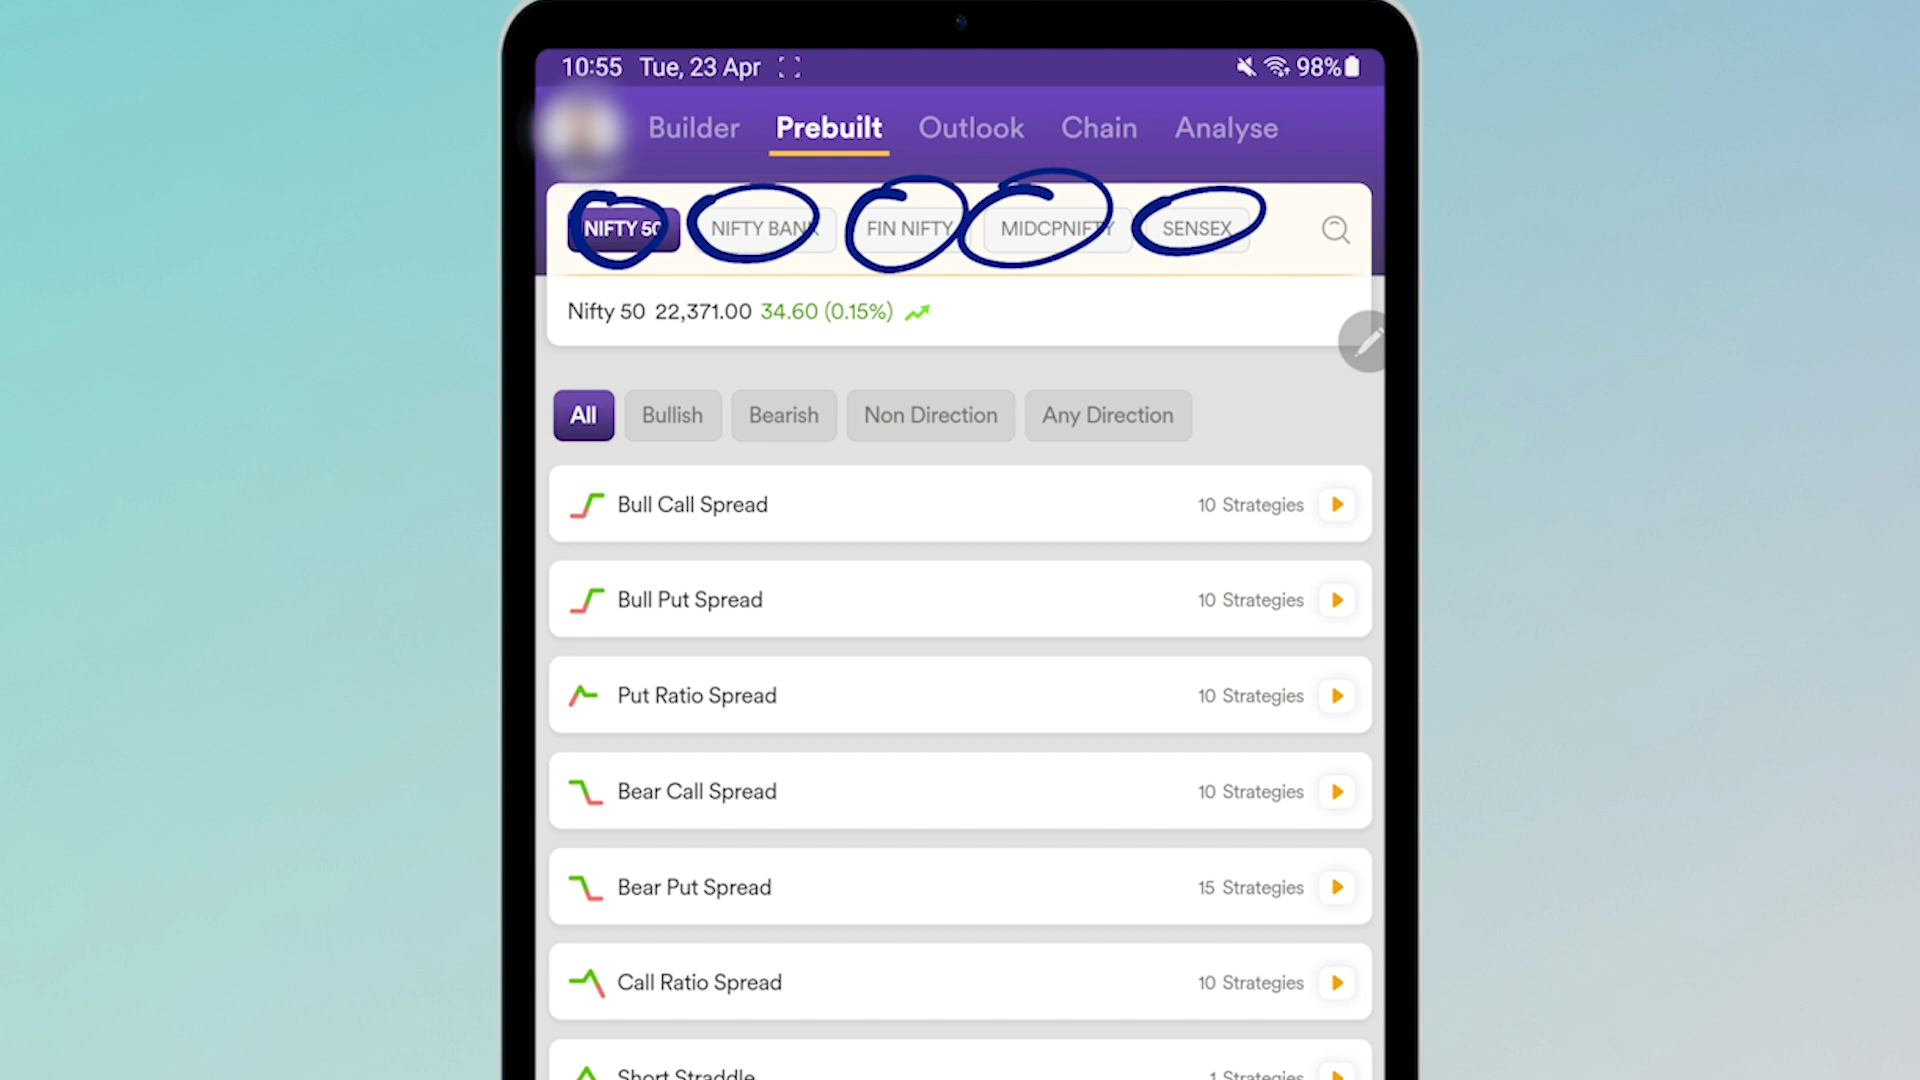 10:55 Tue, 23 Apr 98%
Builder Prebuilt Outlook Chain Analyse
NIFTY 50 NIFTY BANK FIN NIFTY MIDCPNIFTY SENSEX
Nifty 50 22,371.00 34.60 (0.15%)
All Bullish Bearish Non Direction Any Direction
Bull Call Spread 10 Strategies
Bull Put Spread 10 Strategies
Put Ratio Spread 10 Strategies
Bear Call Spread 10 Strategies
Bear Put Spread 15 Strategies
Call Ratio Spread 10 Strategies
Short Straddle 1 Strategies